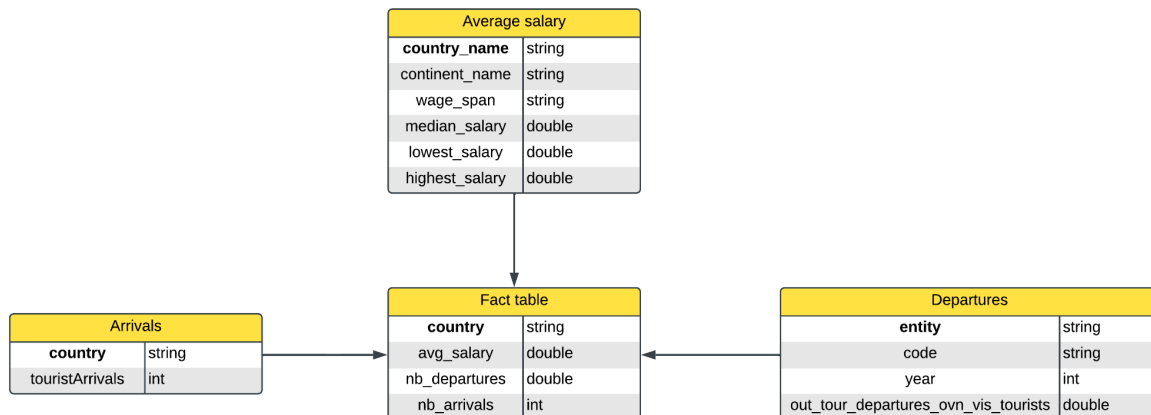 Average salary
country_name string
continent_name string
wage_span string
median_salary double
lowest_salary double
highest_salary double
Arrivals
country string
touristArrivals int
Fact table
country string
avg_salary double
nb_departures double
nb_arrivals int
Departures
entity string
code string
year int
out_tour_departures_ovn_vis_tourists double